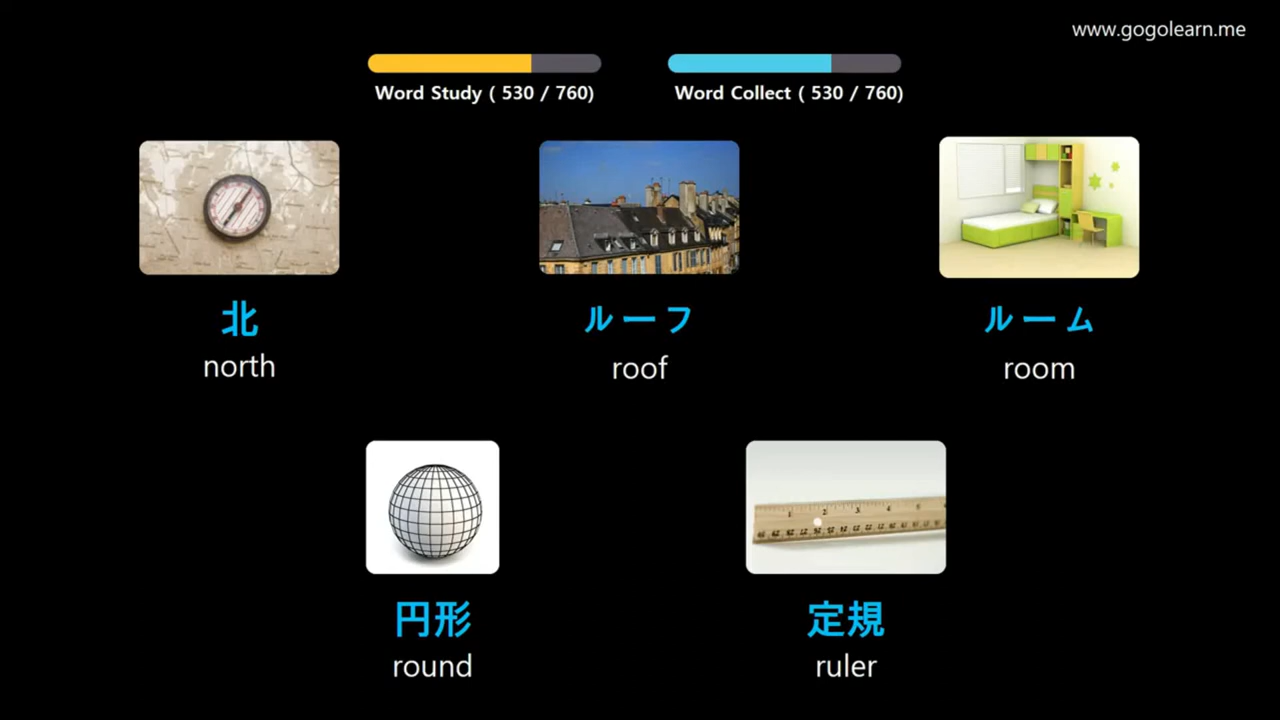 www.gogolearn.me
Word Study ( 530 / 760)
Word Collect ( 530 / 760)
北
north
ルーフ
roof
ルーム
room
円形
round
定規
ruler